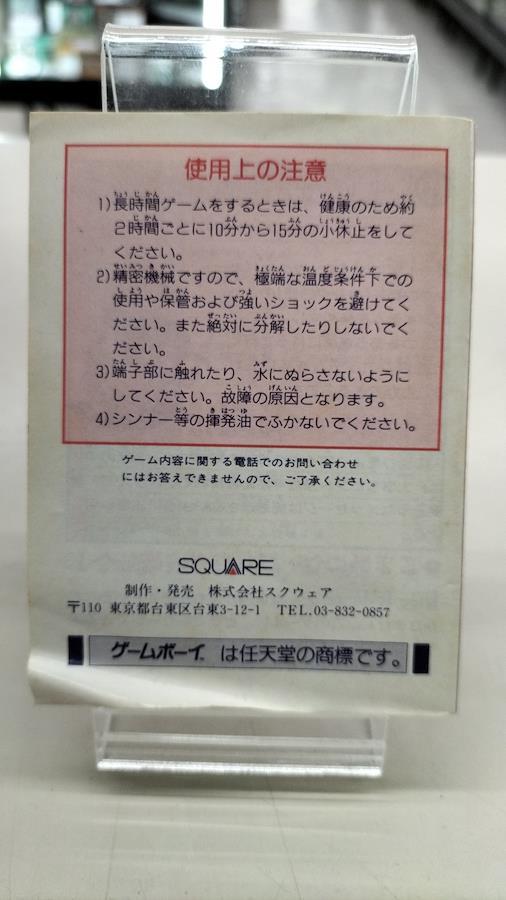 使用上の注意
1)長時間ゲームをするときは、健康のため約
2時間ごとに10分から15分の小休止をして
ください。
2)精密機械ですので、極端な温度条件下での
使用や保管および強いショックを避けてく
ださい。また絶対に分解したりしないでく
ださい。
3)端子部に触れたり、水にぬらさないように
してください。故障の原因となります。
4)シンナー等の揮発油でふかないでください。
ゲーム内容に関する電話でのお問い合わせ
にはお答えできませんので、ご了承ください。
SQUARE
制作・発売 株式会社スクウェア
〒110 東京都台東区台東3-12-1 TEL.03-832-0857
ゲームボーイ™は任天堂の商標です。